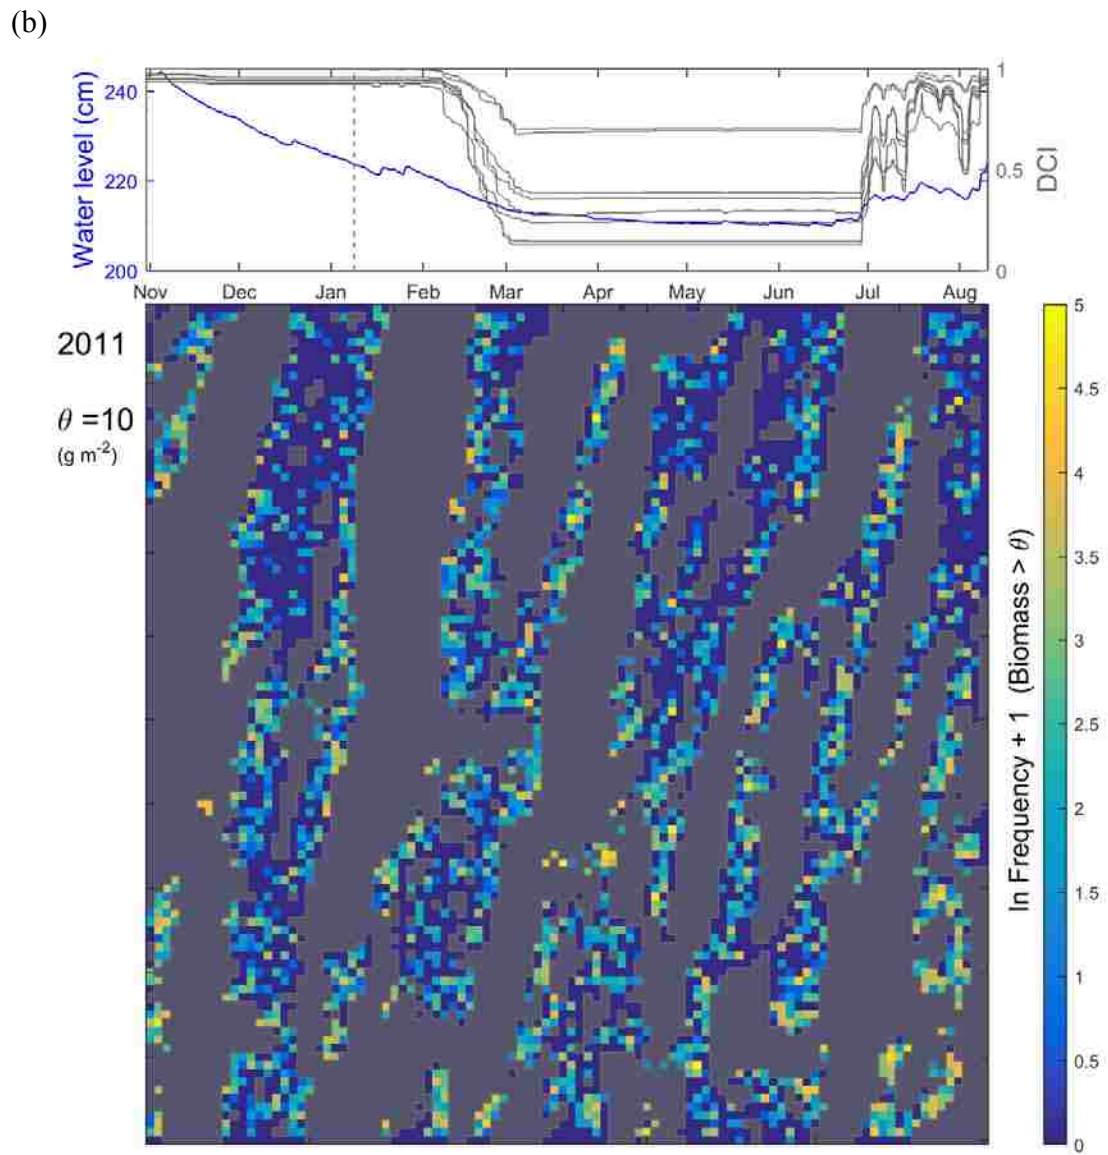 (b)
Water level (cm)
240
220
200
1
0.5
0
DCI
Nov Dec Jan Feb Mar Apr May Jun Jul Aug
2011
θ =10
(g m⁻²)
5
4.5
4
3.5
3
2.5
2
1.5
1
0.5
0
ln Frequency + 1 (Biomass > θ)